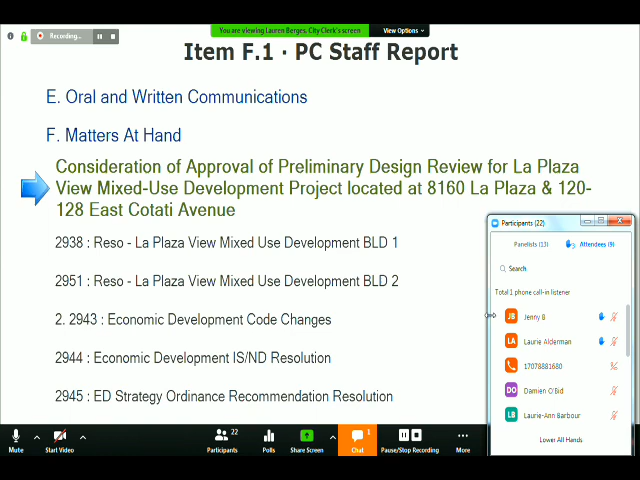 Recording...
You are viewing Lauren Berges, City Clerk's screen
View Options
Item F.1 · PC Staff Report
E. Oral and Written Communications
F. Matters At Hand
Consideration of Approval of Preliminary Design Review for La Plaza
View Mixed-Use Development Project located at 8160 La Plaza & 120-
128 East Cotati Avenue
2938 : Reso - La Plaza View Mixed Use Development BLD 1
2951 : Reso - La Plaza View Mixed Use Development BLD 2
2. 2943 : Economic Development Code Changes
2944 : Economic Development IS/ND Resolution
2945 : ED Strategy Ordinance Recommendation Resolution
Participants (22)
Panelists (13) Attendees (9)
Search
Total 1 phone call-in listener
JB Jenny B
LA Laurie Alderman
17078881680
DO Damien O'Bid
LB Laurie-Ann Barbour
Lower All Hands
Mute
Start Video
22
Participants
Polls
Share Screen
1
Chat
Pause/Stop Recording
More